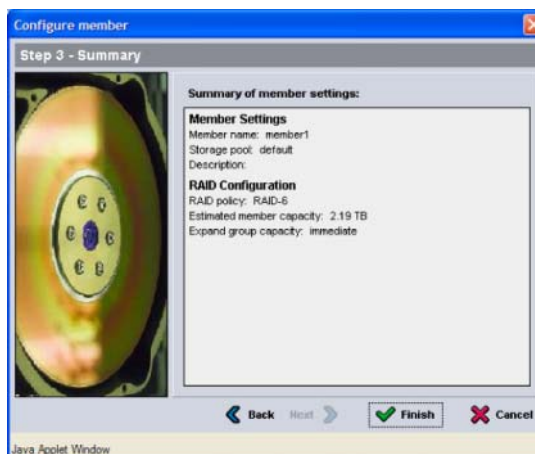 Configure member
Step 3 - Summary
Summary of member settings:
Member Settings
Member name: member1
Storage pool: default
Description:
RAID Configuration
RAID policy: RAID-6
Estimated member capacity: 2.19 TB
Expand group capacity: immediate
Back Next Finish Cancel
Java Applet Window